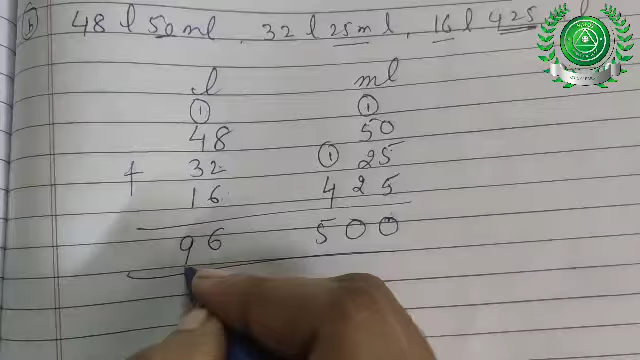 (b) 48 l 50 ml, 32 l 25 ml, 16 l 425
l ml
① ①
48 50
+ 32 ① 25
16 425
96 500